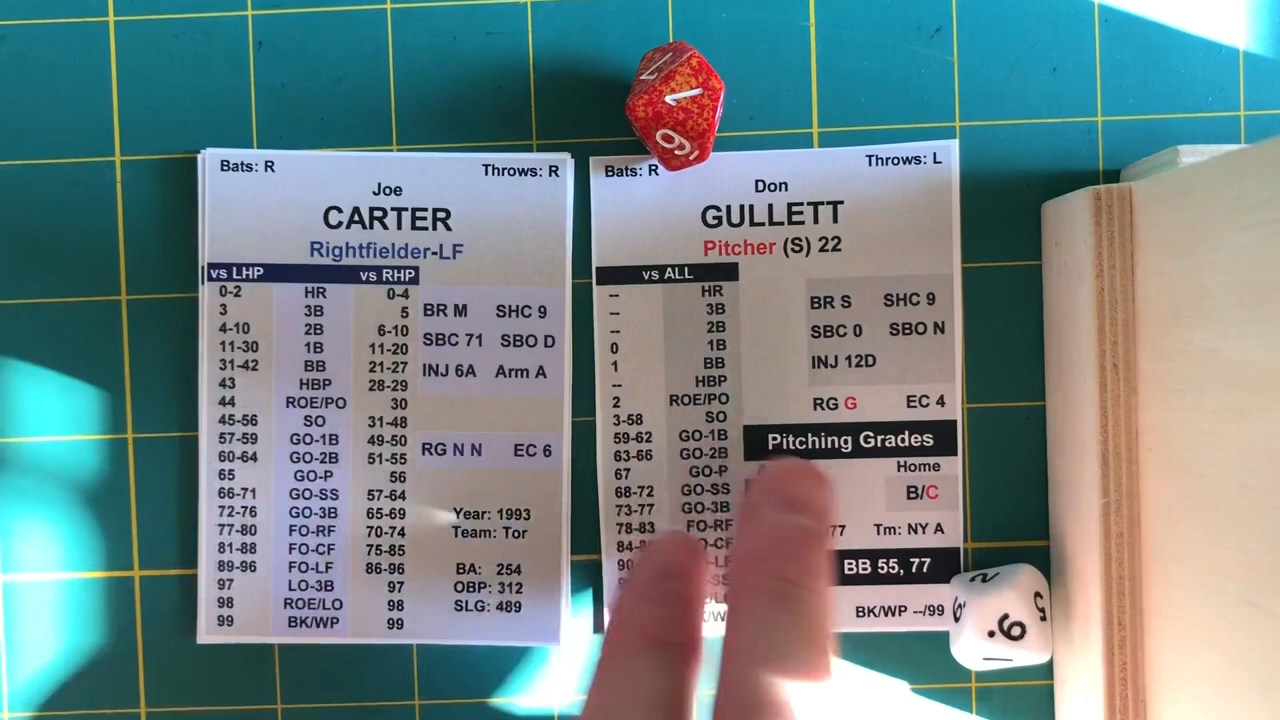 Bats: R Throws: R
Joe
CARTER
Rightfielder-LF
vs LHP vs RHP
0-2 HR 0-4
3 3B 5
4-10 2B 6-10
11-30 1B 11-20
31-42 BB 21-27
43 HBP 28-29
44 ROE/PO 30
45-56 SO 31-48
57-59 GO-1B 49-50
60-64 GO-2B 51-55
65 GO-P 56
66-71 GO-SS 57-64
72-76 GO-3B 65-69
77-80 FO-RF 70-74
81-88 FO-CF 75-85
89-96 FO-LF 86-96
97 LO-3B 97
98 ROE/LO 98
99 BK/WP 99
BR M SHC 9
SBC 71 SBO D
INJ 6A Arm A
RG N N EC 6
Year: 1993
Team: Tor
BA: 254
OBP: 312
SLG: 489
Bats: R Throws: L
Don
GULLETT
Pitcher (S) 22
vs ALL
-- HR
-- 3B
-- 2B
0 1B
1 BB
-- HBP
2 ROE/PO
3-58 SO
59-62 GO-1B
63-66 GO-2B
67 GO-P
68-72 GO-SS
73-77 GO-3B
78-83 FO-RF
BR S SHC 9
SBC 0 SBO N
INJ 12D
RG G EC 4
Pitching Grades
Home
B/C
77 Tm: NY A
BB 55, 77
BK/WP --/99
1
9
6
2
5